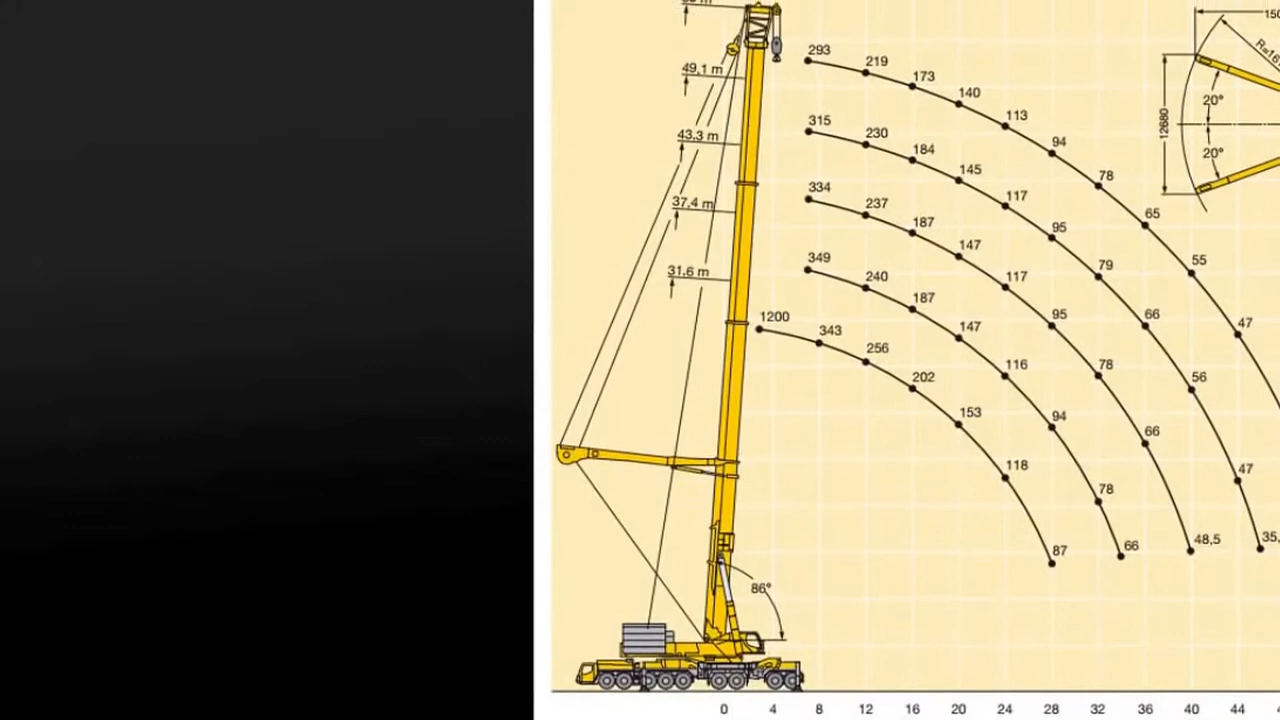 150
R=16
293 219 173 140 113 94 78 65 55 47
49,1 m
12680
20°
20°
315 230 184 145 117 95 79 66 56 47 35,
43,3 m
334 237 187 147 117 95 78 66 48,5
37,4 m
349 240 187 147 116 94 78 66
31.6 m
1200 343 256 202 153 118 87
86°
0 4 8 12 16 20 24 28 32 36 40 44